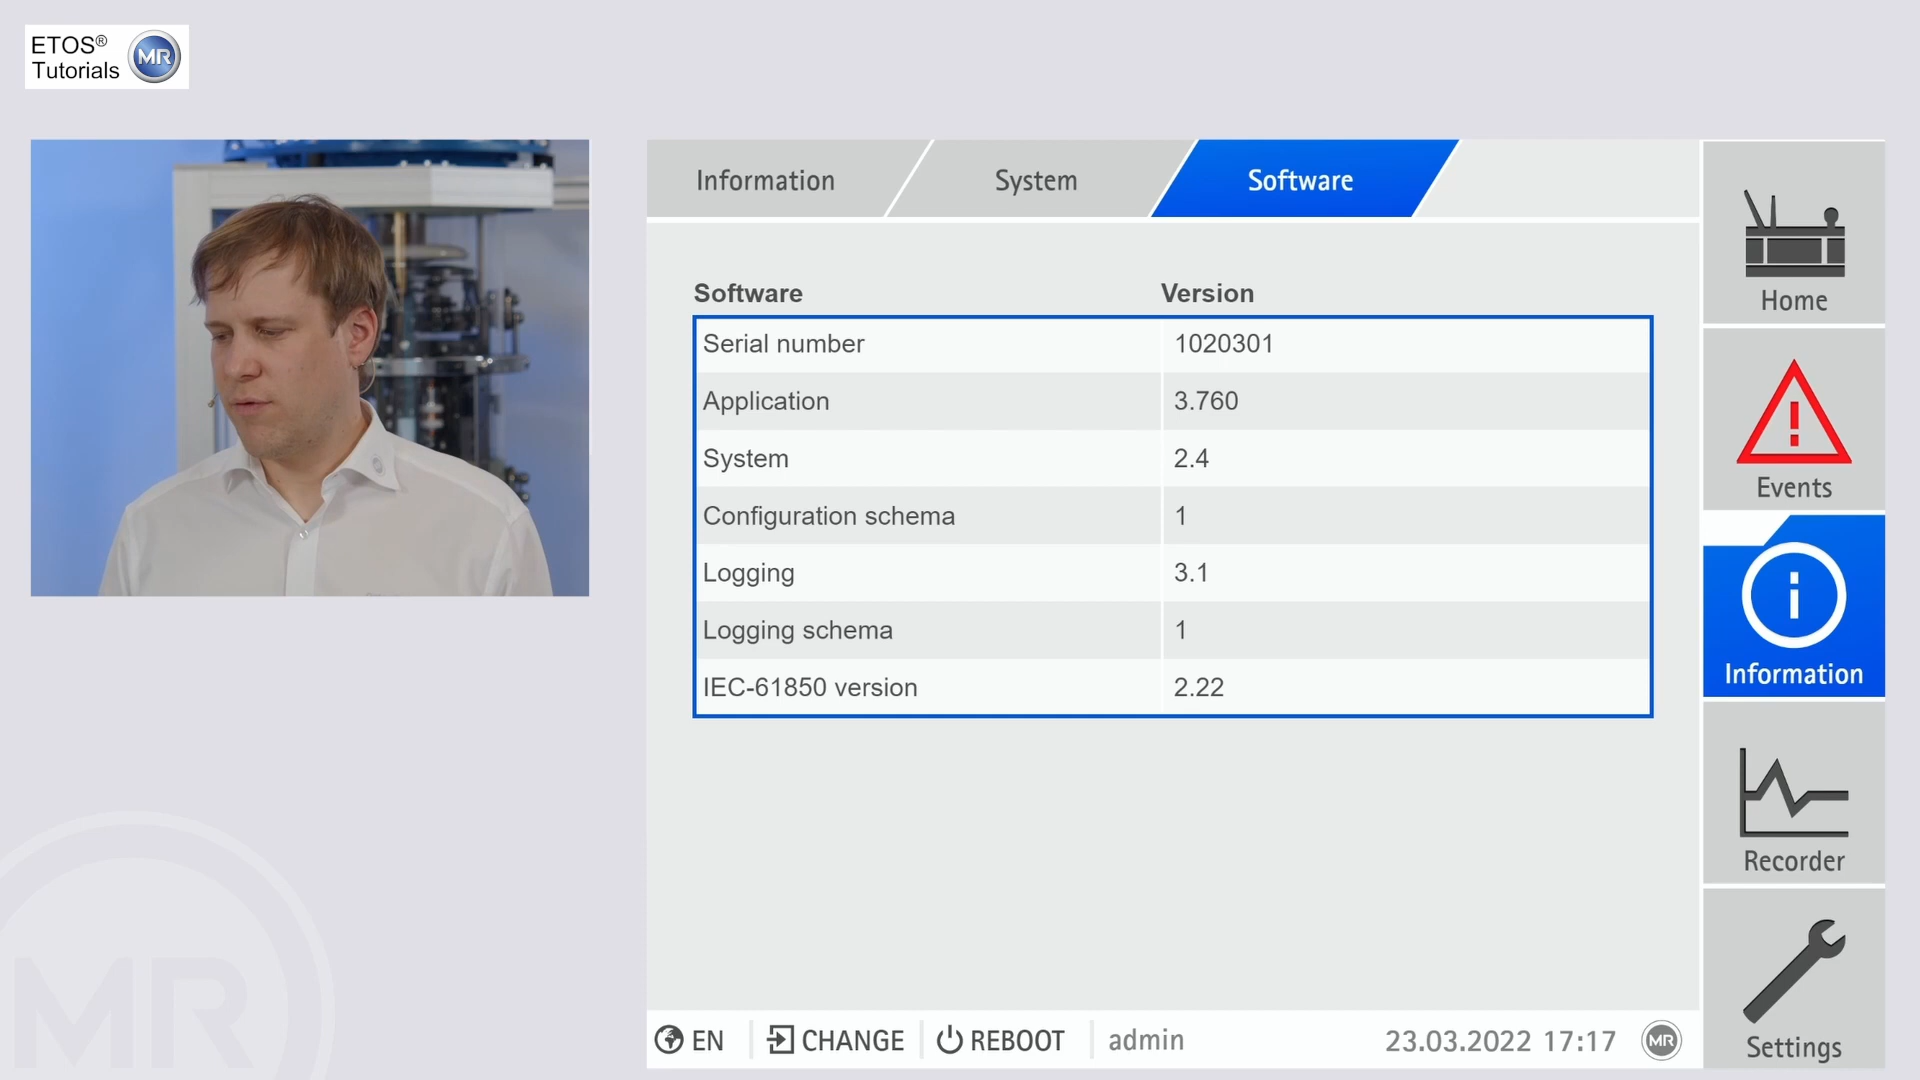 ETOS®
Tutorials
MR
Information
System
Software
Software Version
Serial number 1020301
Application 3.760
System 2.4
Configuration schema 1
Logging 3.1
Logging schema 1
IEC-61850 version 2.22
Home
Events
Information
Recorder
Settings
MR
EN CHANGE REBOOT admin 23.03.2022 17:17 MR